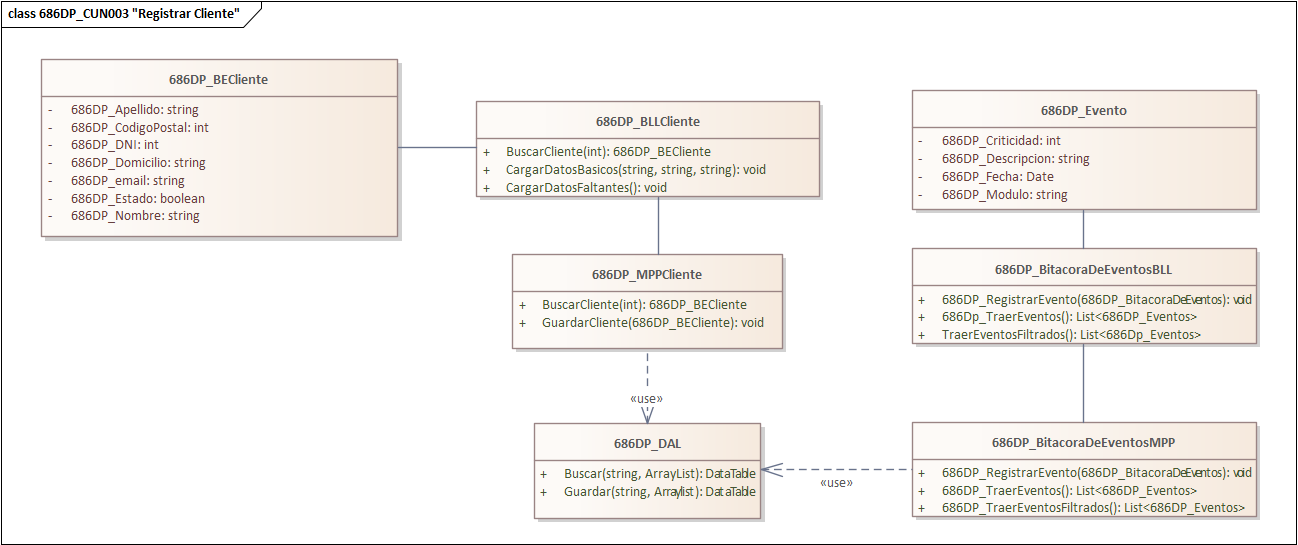 class 686DP_CUN003 "Registrar Cliente"
686DP_BECliente
- 686DP_Apellido: string
- 686DP_CodigoPostal: int
- 686DP_DNI: int
- 686DP_Domicilio: string
- 686DP_email: string
- 686DP_Estado: boolean
- 686DP_Nombre: string
686DP_BLLCliente
+ BuscarCliente(int): 686DP_BECliente
+ CargarDatosBasicos(string, string, string): void
+ CargarDatosFaltantes(): void
686DP_Evento
- 686DP_Criticidad: int
- 686DP_Descripcion: string
- 686DP_Fecha: Date
- 686DP_Modulo: string
686DP_MPPCliente
+ BuscarCliente(int): 686DP_BECliente
+ GuardarCliente(686DP_BECliente): void
686DP_BitacoraDeEventosBLL
+ 686DP_RegistrarEvento(686DP_BitacoraDeEventos): void
+ 686Dp_TraerEventos(): List<686DP_Eventos>
+ TraerEventosFiltrados(): List<686Dp_Eventos>
«use»
686DP_DAL
+ Buscar(string, ArrayList): DataTable
+ Guardar(string, Arraylist): DataTable
«use»
686DP_BitacoraDeEventosMPP
+ 686DP_RegistrarEvento(686DP_BitacoraDeEventos): void
+ 686DP_TraerEventos(): List<686DP_Eventos>
+ 686DP_TraerEventosFiltrados(): List<686DP_Eventos>